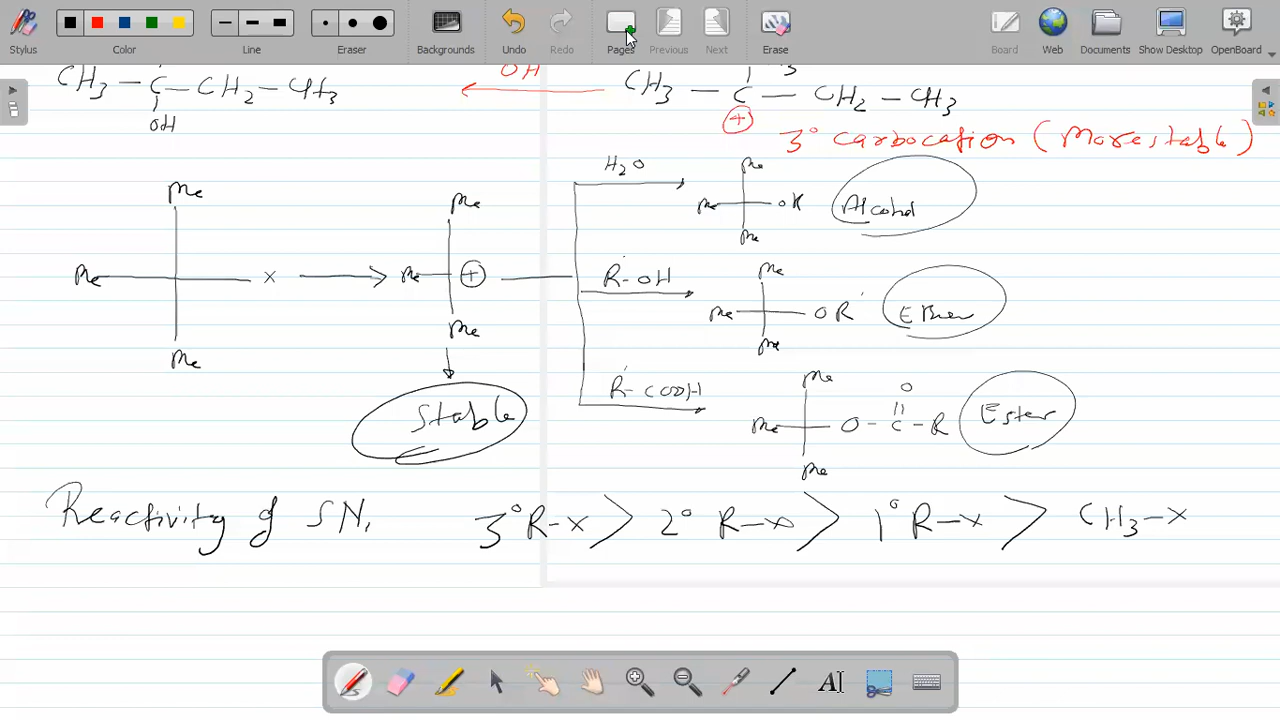 Stylus Color Line Eraser Backgrounds Undo Redo Pages Previous Next Erase Board Web Documents Show Desktop OpenBoard
CH3 — C — CH2 — CH3
OH
OH
CH3 — C — CH2 — CH3
+
3° carbocation (More stable)
Me
Me X
Me
Me
Me +
Me
Stable
H2O
Me
Me OH
Me
Alcohol
R'-OH
Me
Me OR'
Me
Ether
R'-COOH
Me
Me O - C - R
O
Me
Ester
Reactivity of SN1 3° R-X > 2° R-X > 1° R-X > CH3-X